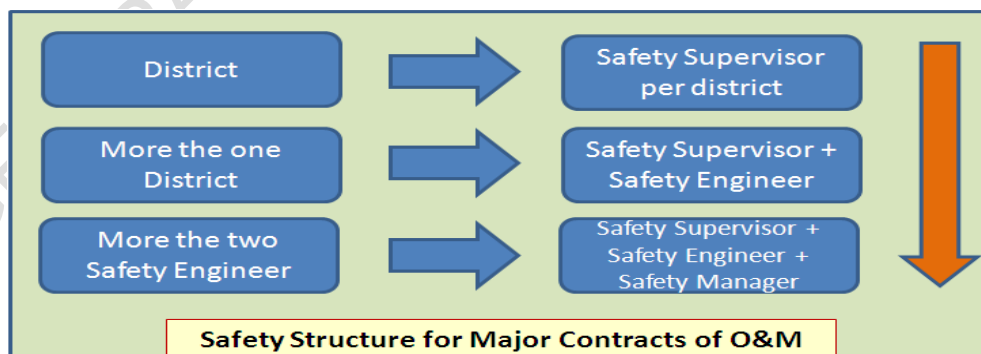 District
Safety Supervisor
per district
More the one
District
Safety Supervisor +
Safety Engineer
More the two
Safety Engineer
Safety Supervisor +
Safety Engineer +
Safety Manager
Safety Structure for Major Contracts of O&M